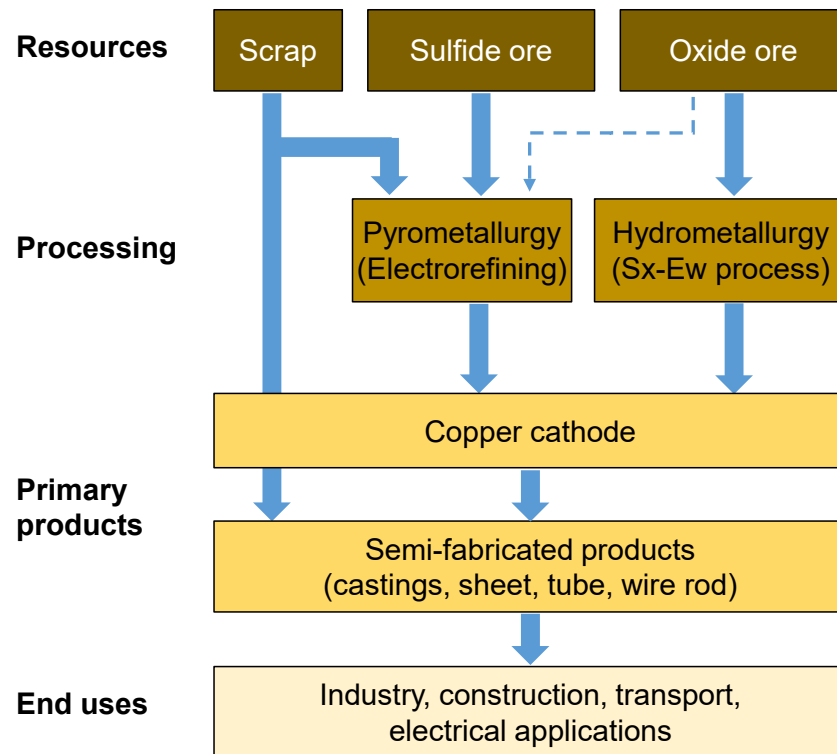 Resources
Scrap
Sulfide ore
Oxide ore
Processing
Pyrometallurgy
(Electrorefining)
Hydrometallurgy
(Sx-Ew process)
Copper cathode
Primary
products
Semi-fabricated products
(castings, sheet, tube, wire rod)
End uses
Industry, construction, transport,
electrical applications